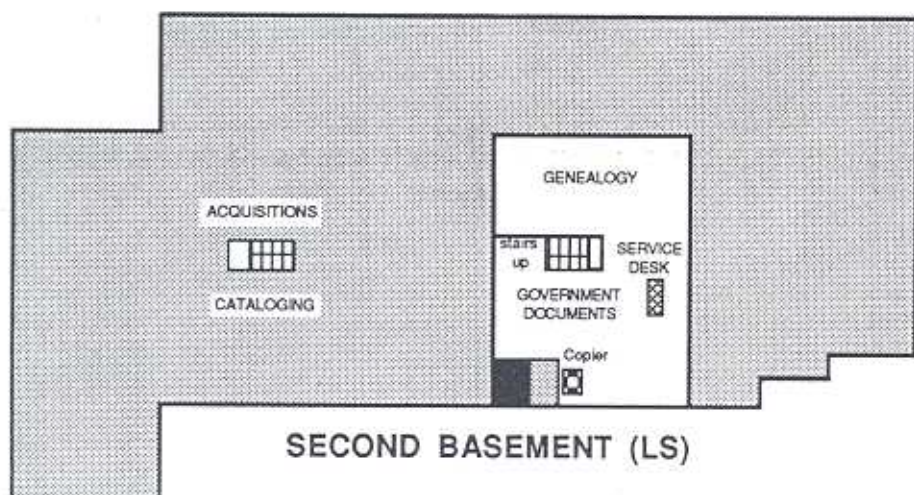 GENEALOGY
ACQUISITIONS
stairs
up
SERVICE
DESK
CATALOGING
GOVERNMENT
DOCUMENTS
Copier
SECOND BASEMENT (LS)